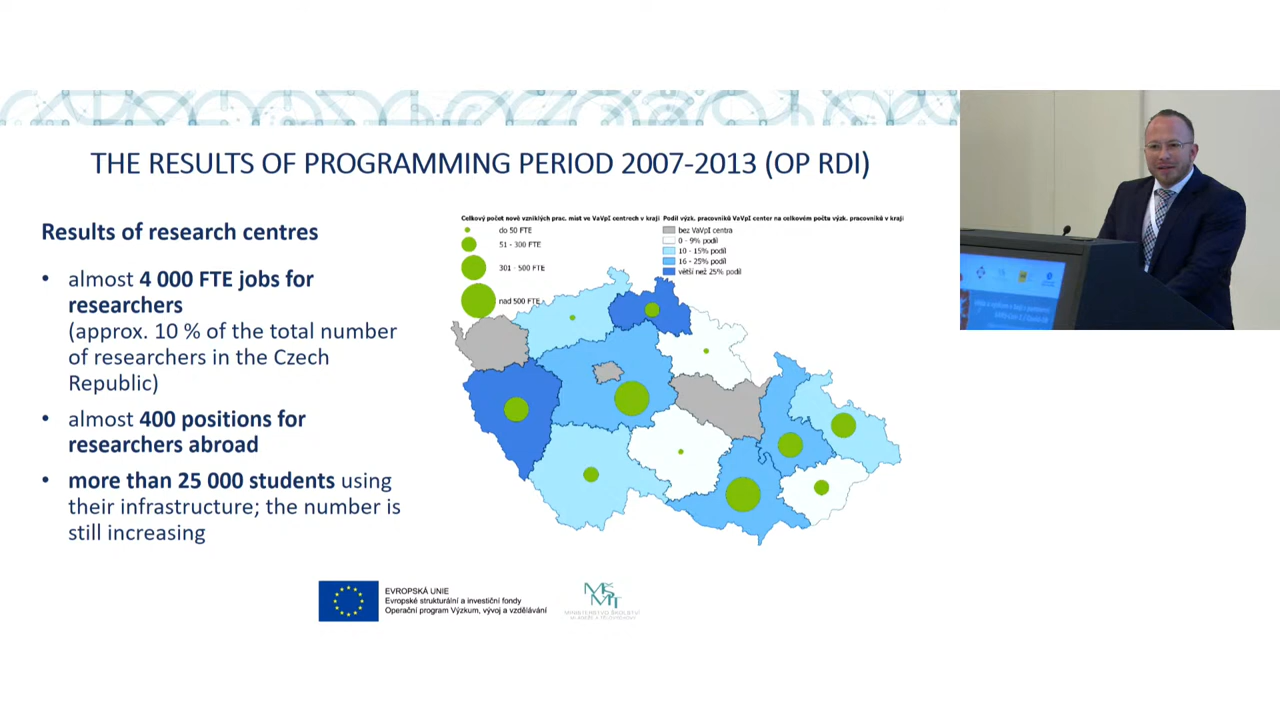 THE RESULTS OF PROGRAMMING PERIOD 2007-2013 (OP RDI)
Results of research centres
• almost 4 000 FTE jobs for
researchers
(approx. 10 % of the total number
of researchers in the Czech
Republic)
• almost 400 positions for
researchers abroad
• more than 25 000 students using
their infrastructure; the number is
still increasing
Celkový počet nově vzniklých prac. míst ve VaVpI centrech v kraji
do 50 FTE
51 - 300 FTE
301 - 500 FTE
nad 500 FTE
Podíl výzk. pracovníků VaVpI center na celkovém počtu výzk. pracovníků v kraji
bez VaVpI centra
0 - 9% podíl
10 - 15% podíl
16 - 25% podíl
větší než 25% podíl
EVROPSKÁ UNIE
Evropské strukturální a investiční fondy
Operační program Výzkum, vývoj a vzdělávání
MŠMT
MINISTERSTVO ŠKOLSTVÍ
MLÁDEŽE A TĚLOVÝCHOVY